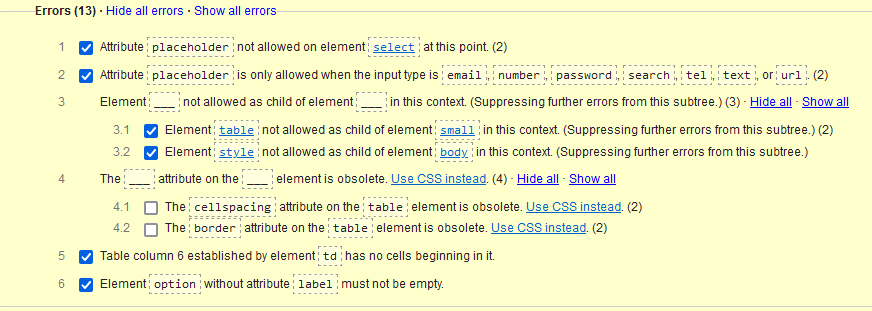 Errors (13) · Hide all errors · Show all errors
1 Attribute placeholder not allowed on element select at this point. (2)
2 Attribute placeholder is only allowed when the input type is email, number, password, search, tel, text, or url. (2)
3 Element ___ not allowed as child of element ___ in this context. (Suppressing further errors from this subtree.) (3) · Hide all · Show all
3.1 Element table not allowed as child of element small in this context. (Suppressing further errors from this subtree.) (2)
3.2 Element style not allowed as child of element body in this context. (Suppressing further errors from this subtree.)
4 The ___ attribute on the ___ element is obsolete. Use CSS instead. (4) · Hide all · Show all
4.1 The cellspacing attribute on the table element is obsolete. Use CSS instead. (2)
4.2 The border attribute on the table element is obsolete. Use CSS instead. (2)
5 Table column 6 established by element td has no cells beginning in it.
6 Element option without attribute label must not be empty.